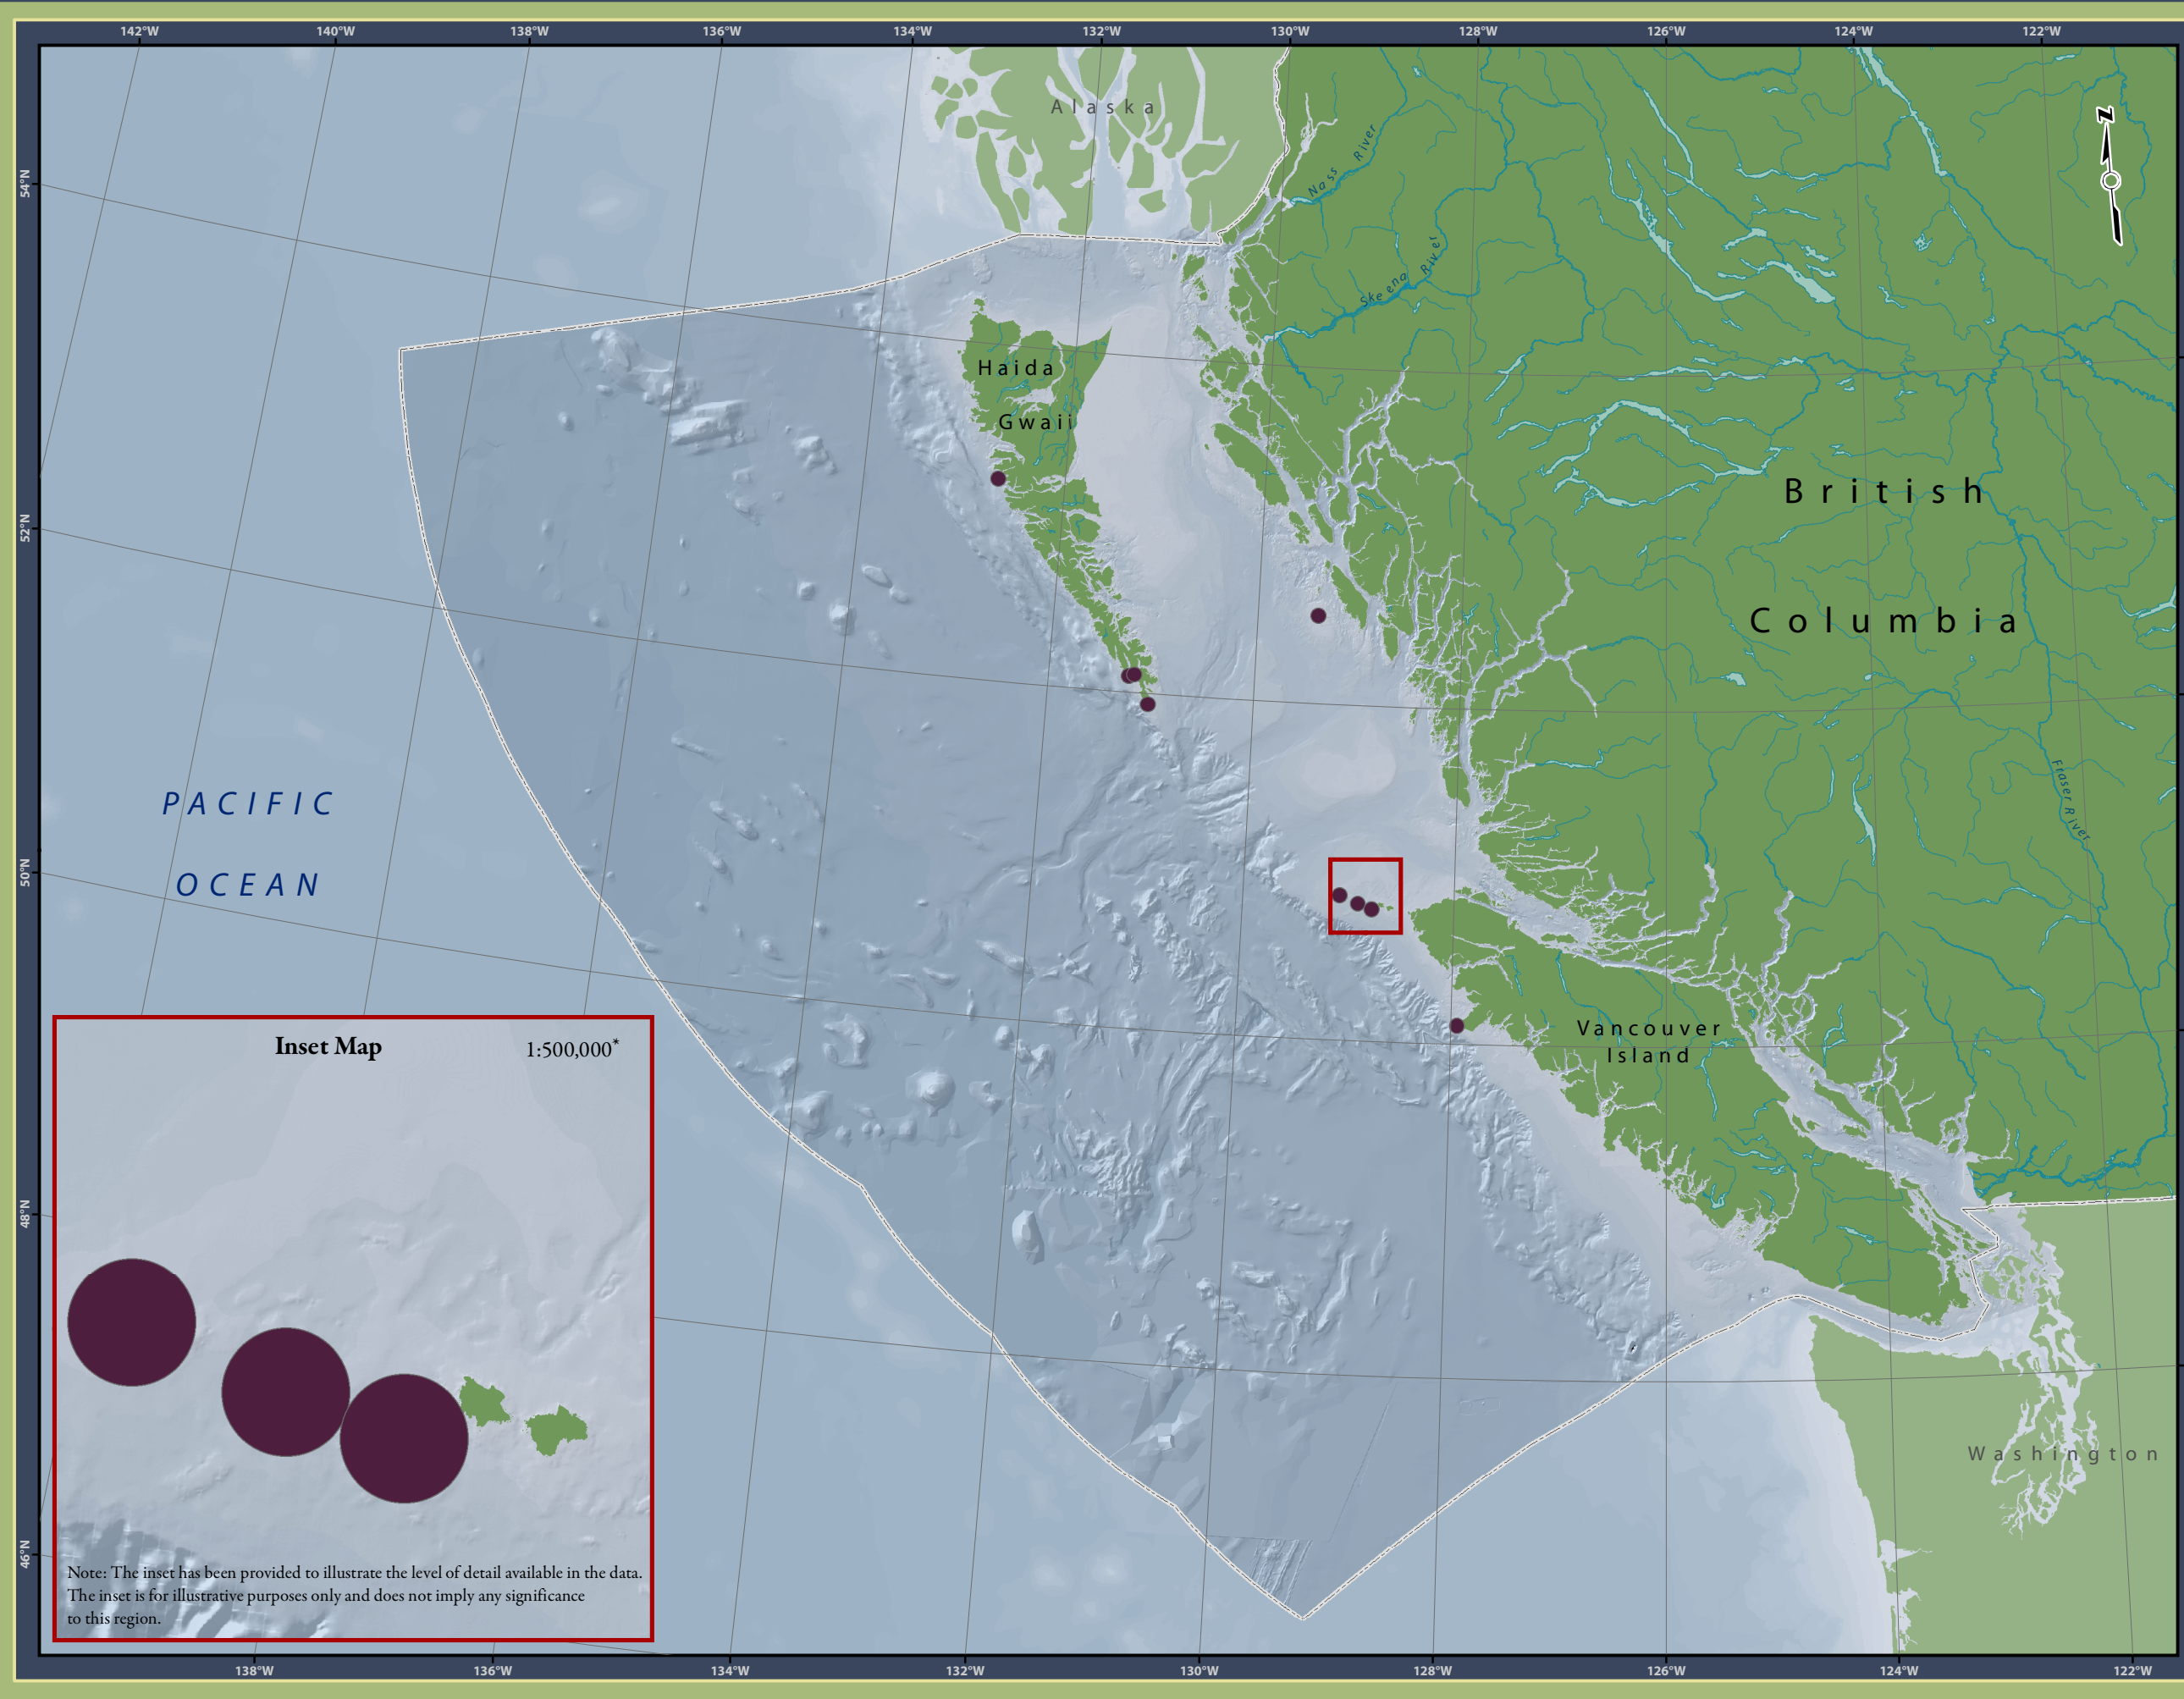 142°W
140°W
138°W
136°W
134°W
132°W
130°W
128°W
126°W
124°W
122°W
54°N
52°N
50°N
48°N
46°N
Alaska
Nass River
Skeena River
Haida
Gwaii
British
Columbia
Fraser River
PACIFIC
OCEAN
Vancouver
Island
Washington
N
Inset Map
1:500,000*
Note: The inset has been provided to illustrate the level of detail available in the data.
The inset is for illustrative purposes only and does not imply any significance
to this region.
138°W
136°W
134°W
132°W
130°W
128°W
126°W
124°W
122°W